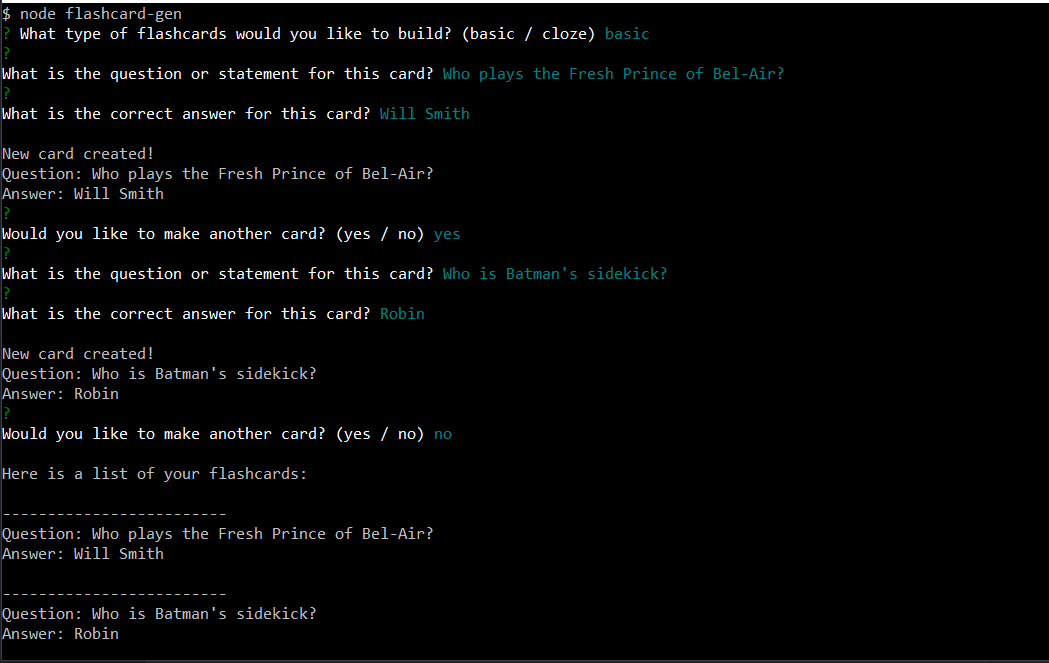 $ node flashcard-gen
? What type of flashcards would you like to build? (basic / cloze) basic
?
What is the question or statement for this card? Who plays the Fresh Prince of Bel-Air?
?
What is the correct answer for this card? Will Smith
New card created!
Question: Who plays the Fresh Prince of Bel-Air?
Answer: Will Smith
?
Would you like to make another card? (yes / no) yes
?
What is the question or statement for this card? Who is Batman's sidekick?
?
What is the correct answer for this card? Robin
New card created!
Question: Who is Batman's sidekick?
Answer: Robin
?
Would you like to make another card? (yes / no) no
Here is a list of your flashcards:
-------------------------
Question: Who plays the Fresh Prince of Bel-Air?
Answer: Will Smith
-------------------------
Question: Who is Batman's sidekick?
Answer: Robin